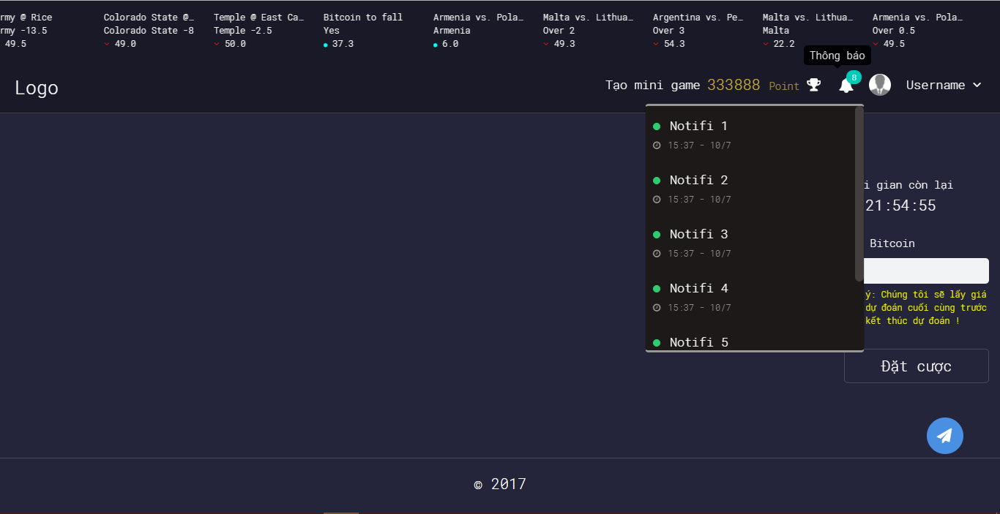 rmy @ Rice
rmy -13.5
49.5
Colorado State @…
Colorado State -8
49.0
Temple @ East Ca…
Temple -2.5
50.0
Bitcoin to fall
Yes
37.3
Armenia vs. Pola…
Armenia
6.0
Malta vs. Lithua…
Over 2
49.3
Argentina vs. Pe…
Over 3
54.3
Malta vs. Lithua…
Malta
22.2
Armenia vs. Pola…
Over 0.5
49.5
Thông báo
Logo
Tạo mini game 333888 Point
8
Username
Notifi 1
15:37 - 10/7
Notifi 2
15:37 - 10/7
Notifi 3
15:37 - 10/7
Notifi 4
15:37 - 10/7
Notifi 5
i gian còn lại
21:54:55
Bitcoin
ý: Chúng tôi sẽ lấy giá
dự đoán cuối cùng trước
kết thúc dự đoán !
Đặt cược
© 2017